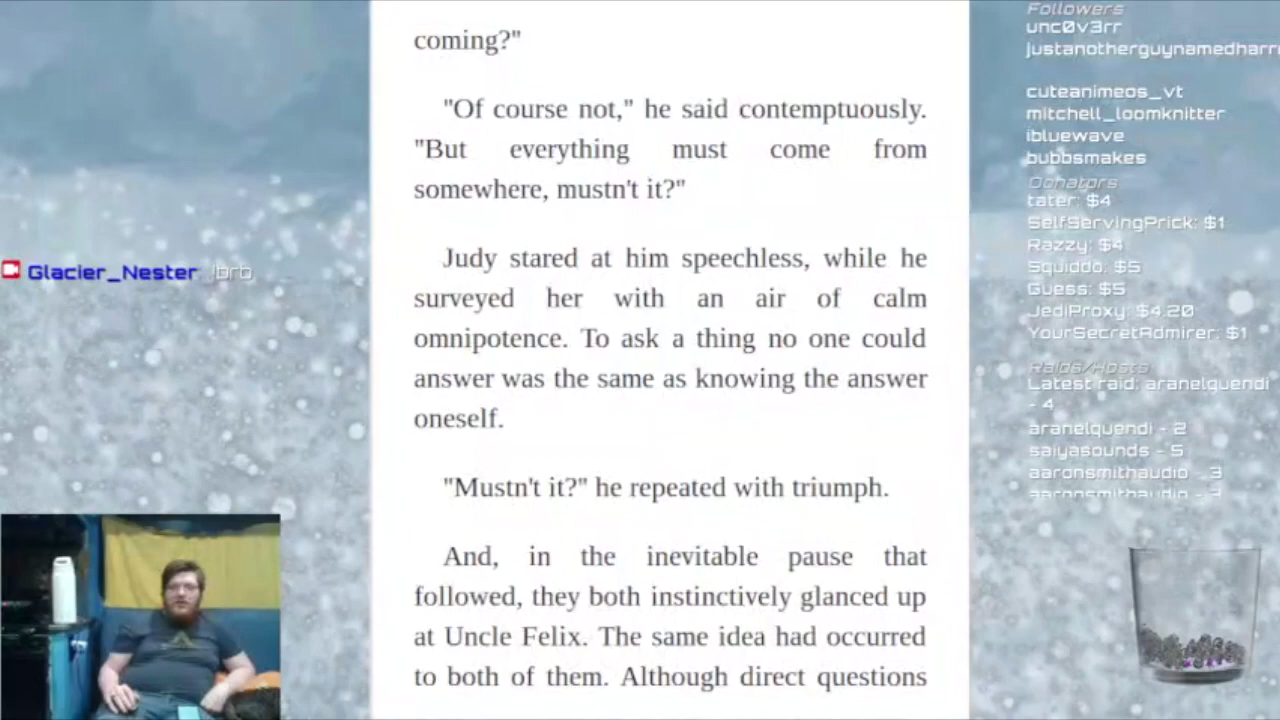 coming?"
"Of course not," he said contemptuously.
"But everything must come from
somewhere, mustn't it?"
Judy stared at him speechless, while he
surveyed her with an air of calm
omnipotence. To ask a thing no one could
answer was the same as knowing the answer
oneself.
"Mustn't it?" he repeated with triumph.
And, in the inevitable pause that
followed, they both instinctively glanced up
at Uncle Felix. The same idea had occurred
to both of them. Although direct questions
Glacier_Nester: !brb
Followers
unc0v3rr
justanotherguynamedharr
cuteanimeos_vt
mitchell_loomknitter
ibluewave
bubbsmakes
Donators
tater: $4
SelfServingPrick: $1
Razzy: $4
Squiddo: $5
Guess: $5
JediProxy: $4.20
YourSecretAdmirer: $1
Raids/Hosts
Latest raid: aranelquendi
- 4
aranelquendi - 2
saiyasounds - 5
aaronsmithaudio - 3
aaronsmithaudio - 3